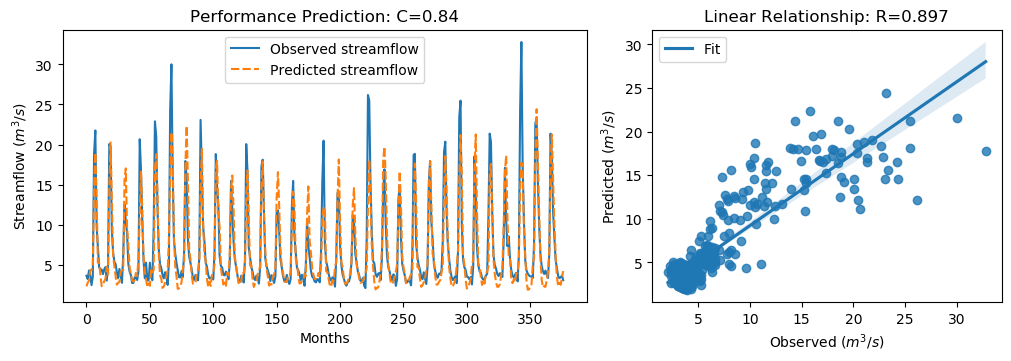 Performance Prediction: C=0.84
Observed streamflow
Predicted streamflow
Streamflow (m³/s)
30
25
20
15
10
5
0
50
100
150
200
250
300
350
Months
Linear Relationship: R=0.897
Fit
Predicted (m³/s)
30
25
20
15
10
5
5
10
15
20
25
30
Observed (m³/s)